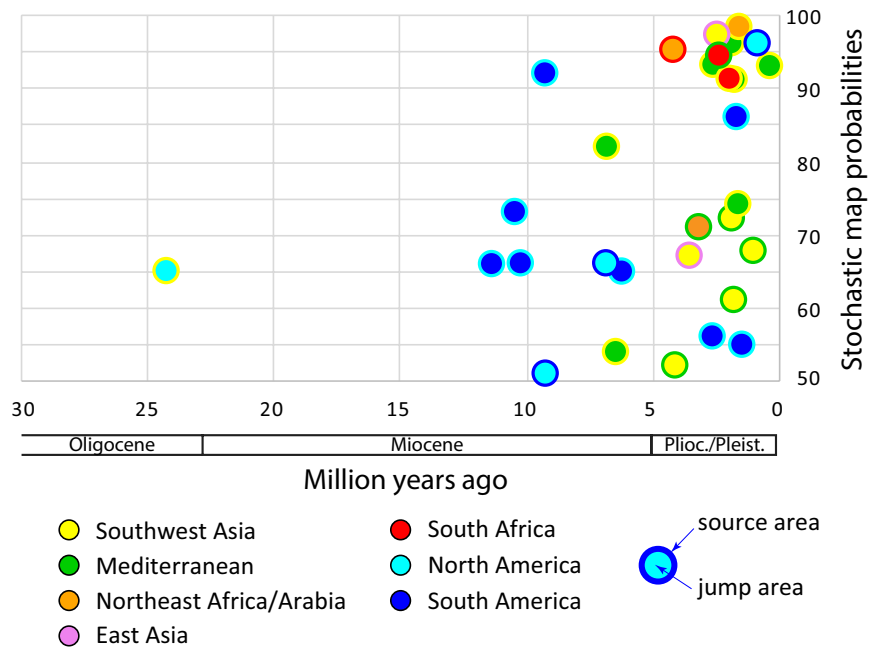 100
90
80
70
60
50
Stochastic map probabilities
30 25 20 15 10 5 0
Oligocene Miocene Plioc./Pleist.
Million years ago
Southwest Asia
Mediterranean
Northeast Africa/Arabia
East Asia
South Africa
North America
South America
source area
jump area